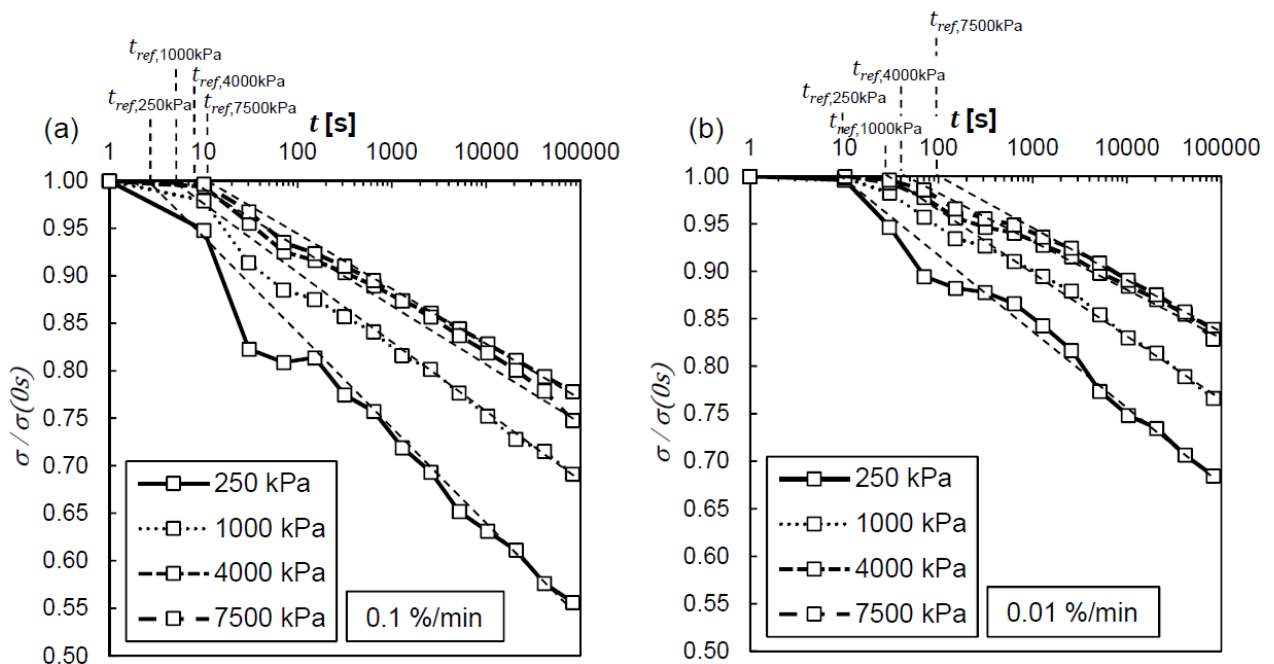 t_ref,1000kPa
t_ref,4000kPa
t_ref,250kPa t_ref,7500kPa
(a) t [s]
1 10 100 1000 10000 100000
1.00
0.95
0.90
0.85
0.80
0.75
0.70
0.65
0.60
0.55
0.50
σ / σ(0s)
250 kPa
1000 kPa
4000 kPa
7500 kPa
0.1 %/min
t_ref,7500kPa
t_ref,4000kPa
t_ref,250kPa
t_ref,1000kPa
(b) t [s]
1 10 100 1000 10000 100000
1.00
0.95
0.90
0.85
0.80
0.75
0.70
0.65
0.60
0.55
0.50
σ / σ(0s)
250 kPa
1000 kPa
4000 kPa
7500 kPa
0.01 %/min